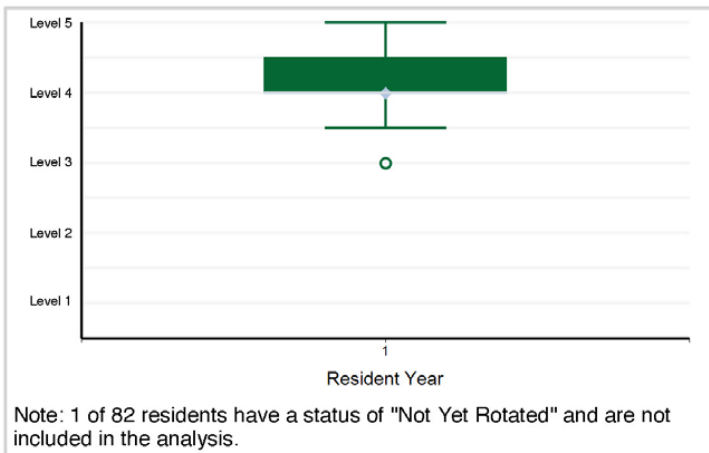 Level 5
Level 4
Level 3
Level 2
Level 1
1
Resident Year
Note: 1 of 82 residents have a status of "Not Yet Rotated" and are not
included in the analysis.